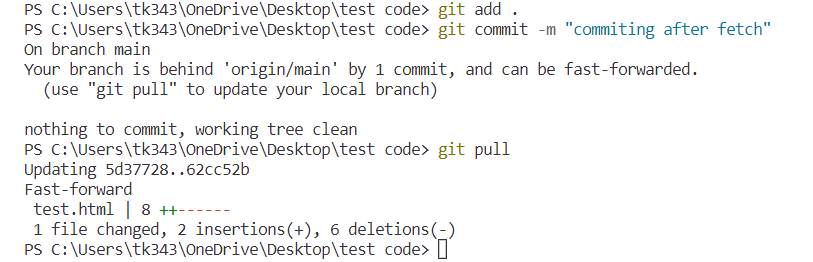 PS C:\Users\tk343\OneDrive\Desktop\test code> git add .
PS C:\Users\tk343\OneDrive\Desktop\test code> git commit -m "commiting after fetch"
On branch main
Your branch is behind 'origin/main' by 1 commit, and can be fast-forwarded.
  (use "git pull" to update your local branch)

nothing to commit, working tree clean
PS C:\Users\tk343\OneDrive\Desktop\test code> git pull
Updating 5d37728..62cc52b
Fast-forward
 test.html | 8 ++------
 1 file changed, 2 insertions(+), 6 deletions(-)
PS C:\Users\tk343\OneDrive\Desktop\test code>